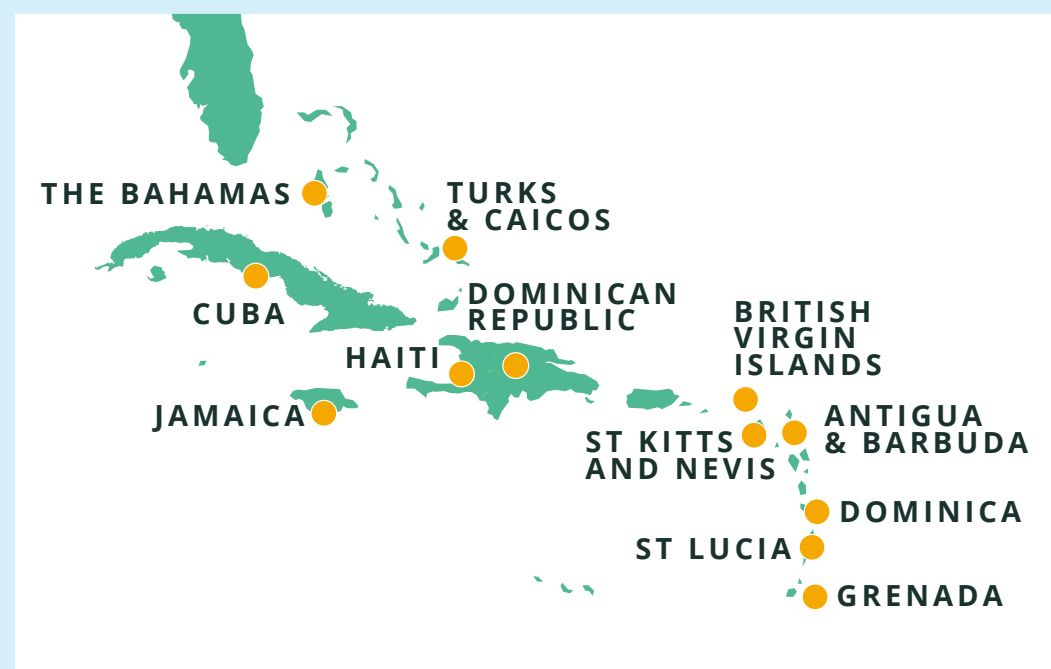 THE BAHAMAS
TURKS
& CAICOS
CUBA
DOMINICAN
REPUBLIC
HAITI
JAMAICA
BRITISH
VIRGIN
ISLANDS
ST KITTS
AND NEVIS
ANTIGUA
& BARBUDA
DOMINICA
ST LUCIA
GRENADA